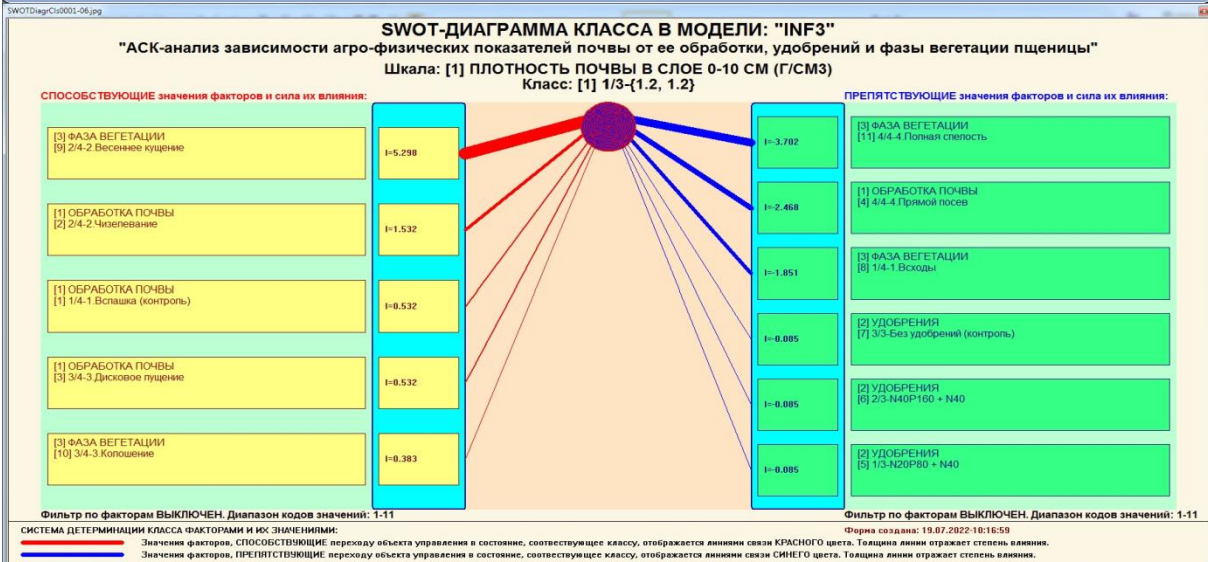 SWOTDiagrCls0001-06.jpg
SWOT-ДИАГРАММА КЛАССА В МОДЕЛИ: "INF3"
"АСК-анализ зависимости агро-физических показателей почвы от ее обработки, удобрений и фазы вегетации пщеницы"
Шкала: [1] ПЛОТНОСТЬ ПОЧВЫ В СЛОЕ 0-10 СМ (Г/СМ3)
Класс: [1] 1/3-{1.2, 1.2}
СПОСОБСТВУЮЩИЕ значения факторов и сила их влияния:
[3] ФАЗА ВЕГЕТАЦИИ
[9] 2/4-2.Весеннее кущение
I=5.298
[1] ОБРАБОТКА ПОЧВЫ
[2] 2/4-2.Чизелевание
I=1.532
[1] ОБРАБОТКА ПОЧВЫ
[1] 1/4-1.Вспашка (контроль)
I=0.532
[1] ОБРАБОТКА ПОЧВЫ
[3] 3/4-3.Дисковое лущение
I=0.532
[3] ФАЗА ВЕГЕТАЦИИ
[10] 3/4-3.Колошение
I=0.383
Фильтр по факторам ВЫКЛЮЧЕН. Диапазон кодов значений: 1-11
ПРЕПЯТСТВУЮЩИЕ значения факторов и сила их влияния:
I=-3.702
[3] ФАЗА ВЕГЕТАЦИИ
[11] 4/4-4.Полная спелость
I=-2.468
[1] ОБРАБОТКА ПОЧВЫ
[4] 4/4-4.Прямой посев
I=-1.851
[3] ФАЗА ВЕГЕТАЦИИ
[8] 1/4-1.Всходы
I=-0.085
[2] УДОБРЕНИЯ
[7] 3/3-Без удобрений (контроль)
I=-0.085
[2] УДОБРЕНИЯ
[6] 2/3-N40P160 + N40
I=-0.085
[2] УДОБРЕНИЯ
[5] 1/3-N20P80 + N40
Фильтр по факторам ВЫКЛЮЧЕН. Диапазон кодов значений: 1-11
СИСТЕМА ДЕТЕРМИНАЦИИ КЛАССА ФАКТОРАМИ И ИХ ЗНАЧЕНИЯМИ:
Форма создана: 19.07.2022-10:16:59
Значения факторов, СПОСОБСТВУЮЩИЕ переходу объекта управления в состояние, соответствующее классу, отображается линиями связи КРАСНОГО цвета. Толщина линии отражает степень влияния.
Значения факторов, ПРЕПЯТСТВУЮЩИЕ переходу объекта управления в состояние, соотвествующее классу, отображается линиями связи СИНЕГО цвета. Толщина линии отражает степень влияния.